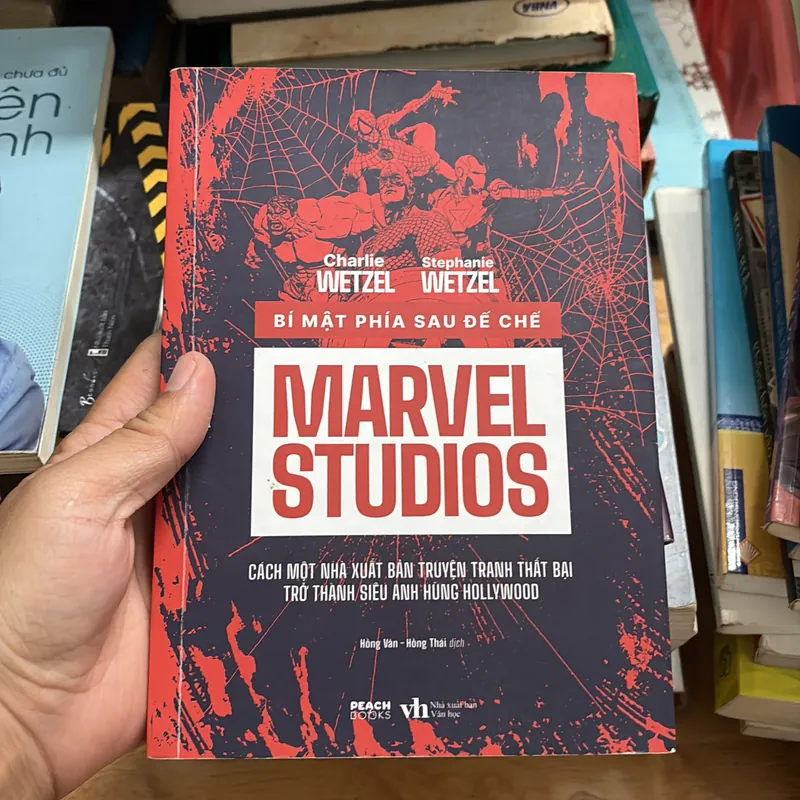 VNBA
chưa đủ
ên
nh
Charlie
WETZEL
Stephanie
WETZEL
BÍ MẬT PHÍA SAU ĐẾ CHẾ
MARVEL
STUDIOS
CÁCH MỘT NHÀ XUẤT BẢN TRUYỆN TRANH THẤT BẠI
TRỞ THÀNH SIÊU ANH HÙNG HOLLYWOOD
Hồng Vân - Hồng Thái dịch
PEACH
BOOKS
vh
Nhà xuất bản
Văn học